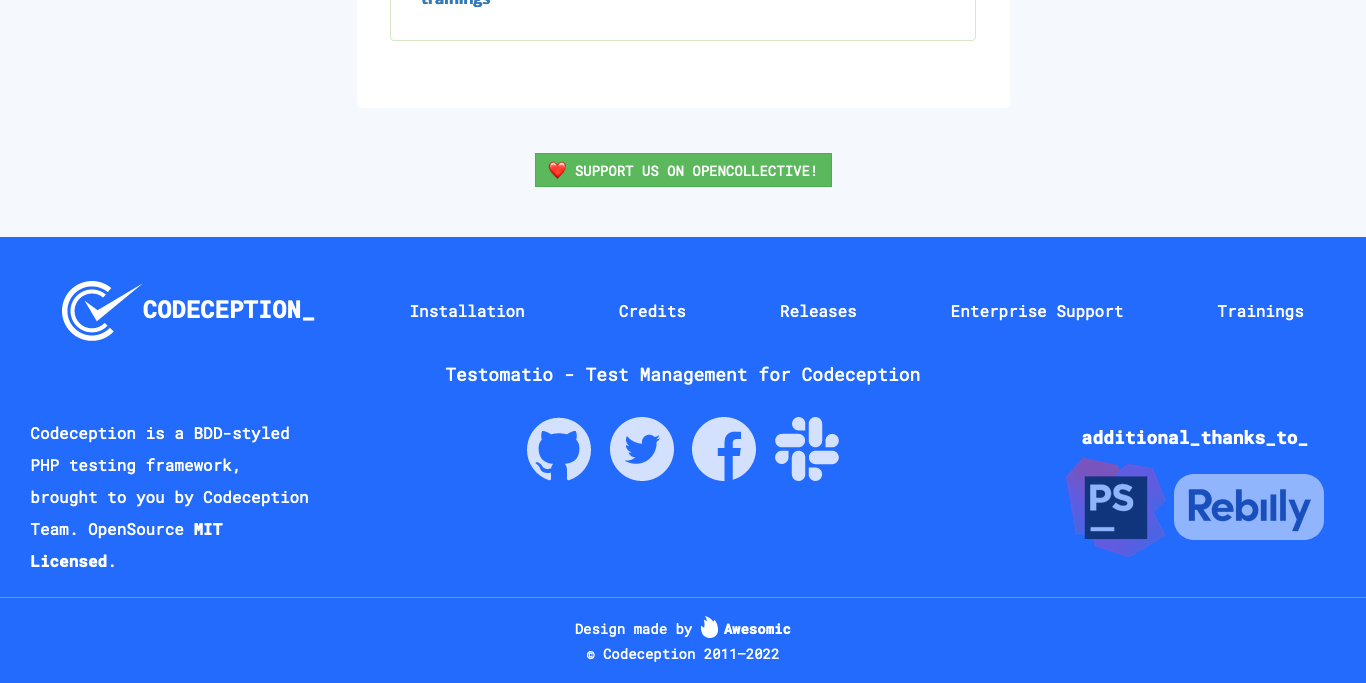 trainings
❤️ SUPPORT US ON OPENCOLLECTIVE!
CODECEPTION_
Installation
Credits
Releases
Enterprise Support
Trainings
Testomatio - Test Management for Codeception
Codeception is a BDD-styled
PHP testing framework,
brought to you by Codeception
Team. OpenSource MIT
Licensed.
additional_thanks_to_
PS
Rebilly
Design made by Awesomic
© Codeception 2011–2022